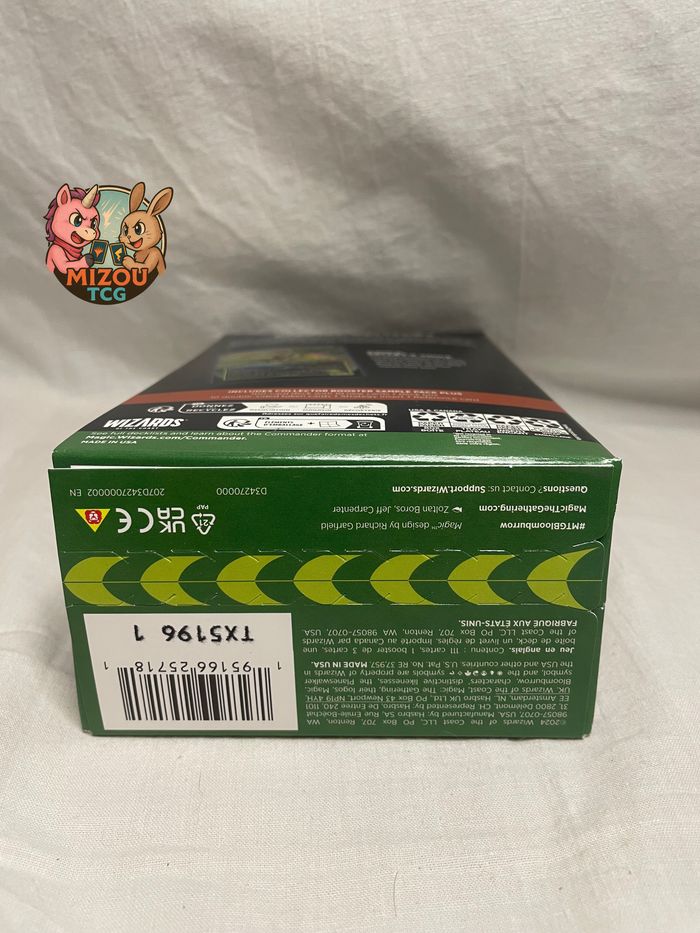 MIZOU
TCG
INCLUDES COLLECTOR BOOSTER SAMPLE PACK PLUS
USA & CANADA
WIZARDS
See full decklists and learn about the Commander format at
Magic.Wizards.com/Commander.
MADE IN USA
©2024 Wizards of the Coast LLC, PO Box 707, Renton, WA
98057-0707, USA. Manufactured by: Hasbro SA, Rue Emile-Boéchat
31, 2800 Delémont, CH. Represented by: Hasbro, De Entree 240, 1101
EE Amsterdam, NL. Hasbro UK Ltd., PO Box 43 Newport NP19 4YH,
UK. Wizards of the Coast, Magic: The Gathering, their logos, Magic,
Bloomburrow, characters' distinctive likenesses, the Planeswalker
symbol, and the symbols are property of Wizards in
the USA and other countries. U.S. Pat. No. RE 37957 MADE IN USA.
Jeu en anglais. Contenu : 111 cartes, 1 booster de 3 cartes, une
boîte de deck, un livret de règles. Importé au Canada par Wizards
of the Coast LLC, PO Box 707, Renton, WA 98057-0707, USA.
FABRIQUÉ AUX ÉTATS-UNIS.
1 95166 25718 1
TX5196 1
#MTGBloomburrow
MagicTheGathering.com
Questions? Contact us: Support.Wizards.com
Magic™ design by Richard Garfield
Zoltan Boros, Jeff Carpenter
D34270000
2070342700002 EN
21
PAP
UK
CA
CE